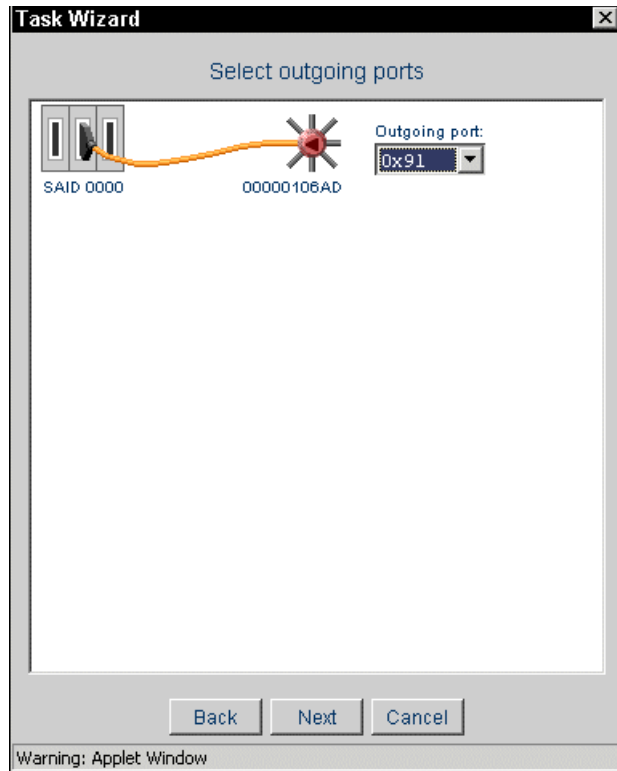 Task Wizard
Select outgoing ports
Outgoing port:
0x91
SAID 0000
00000106AD
Back
Next
Cancel
Warning: Applet Window